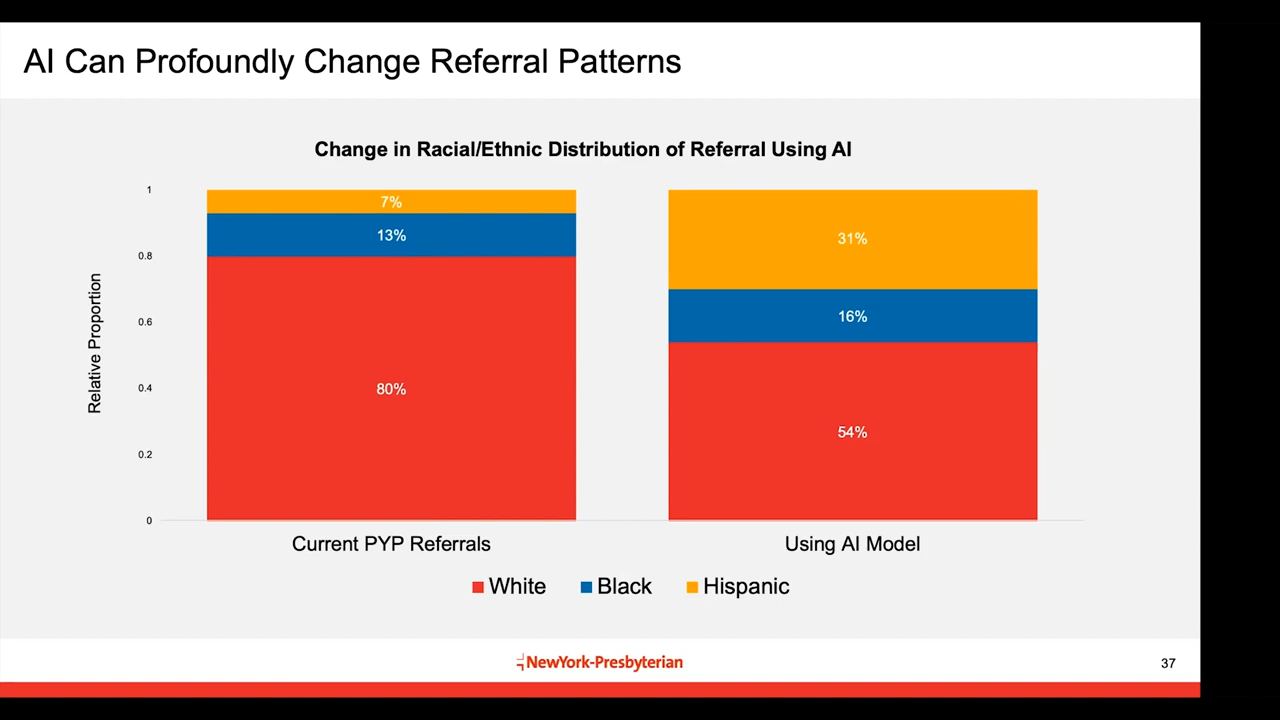 AI Can Profoundly Change Referral Patterns
Change in Racial/Ethnic Distribution of Referral Using AI
Relative Proportion
1
0.8
0.6
0.4
0.2
0
7%
13%
80%
31%
16%
54%
Current PYP Referrals
Using AI Model
White Black Hispanic
NewYork-Presbyterian
37